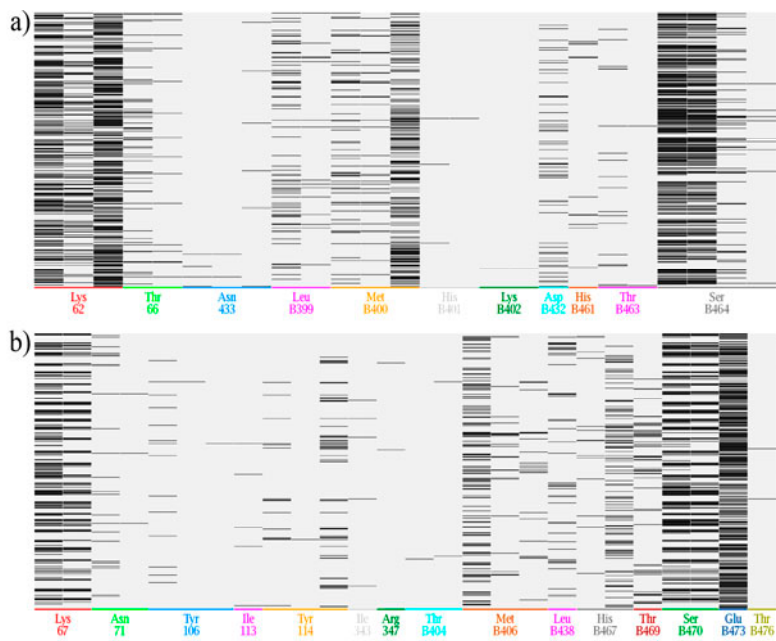 a)
Lys Thr Asn Leu Met His Lys Asp His Thr Ser
62 66 433 B399 B400 B401 B402 B432 B461 B463 B464
b)
Lys Asn Tyr Ile Tyr Ile Arg Thr Met Leu His Thr Ser Glu Thr
67 71 106 113 114 343 347 B404 B406 B438 B467 B469 B470 B473 B476